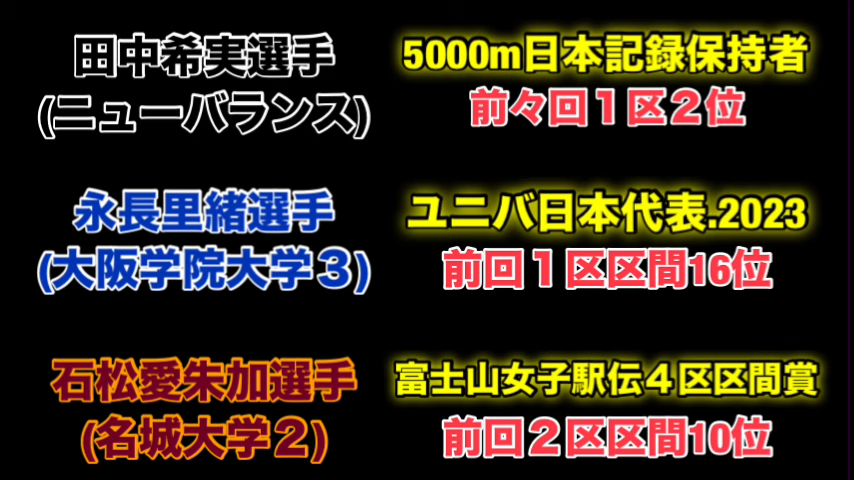 田中希実選手
(ニューバランス)
5000m日本記録保持者
前々回１区２位
永長里緒選手
(大阪学院大学３)
ユニバ日本代表.2023
前回１区区間16位
石松愛朱加選手
(名城大学２)
富士山女子駅伝４区区間賞
前回２区区間10位